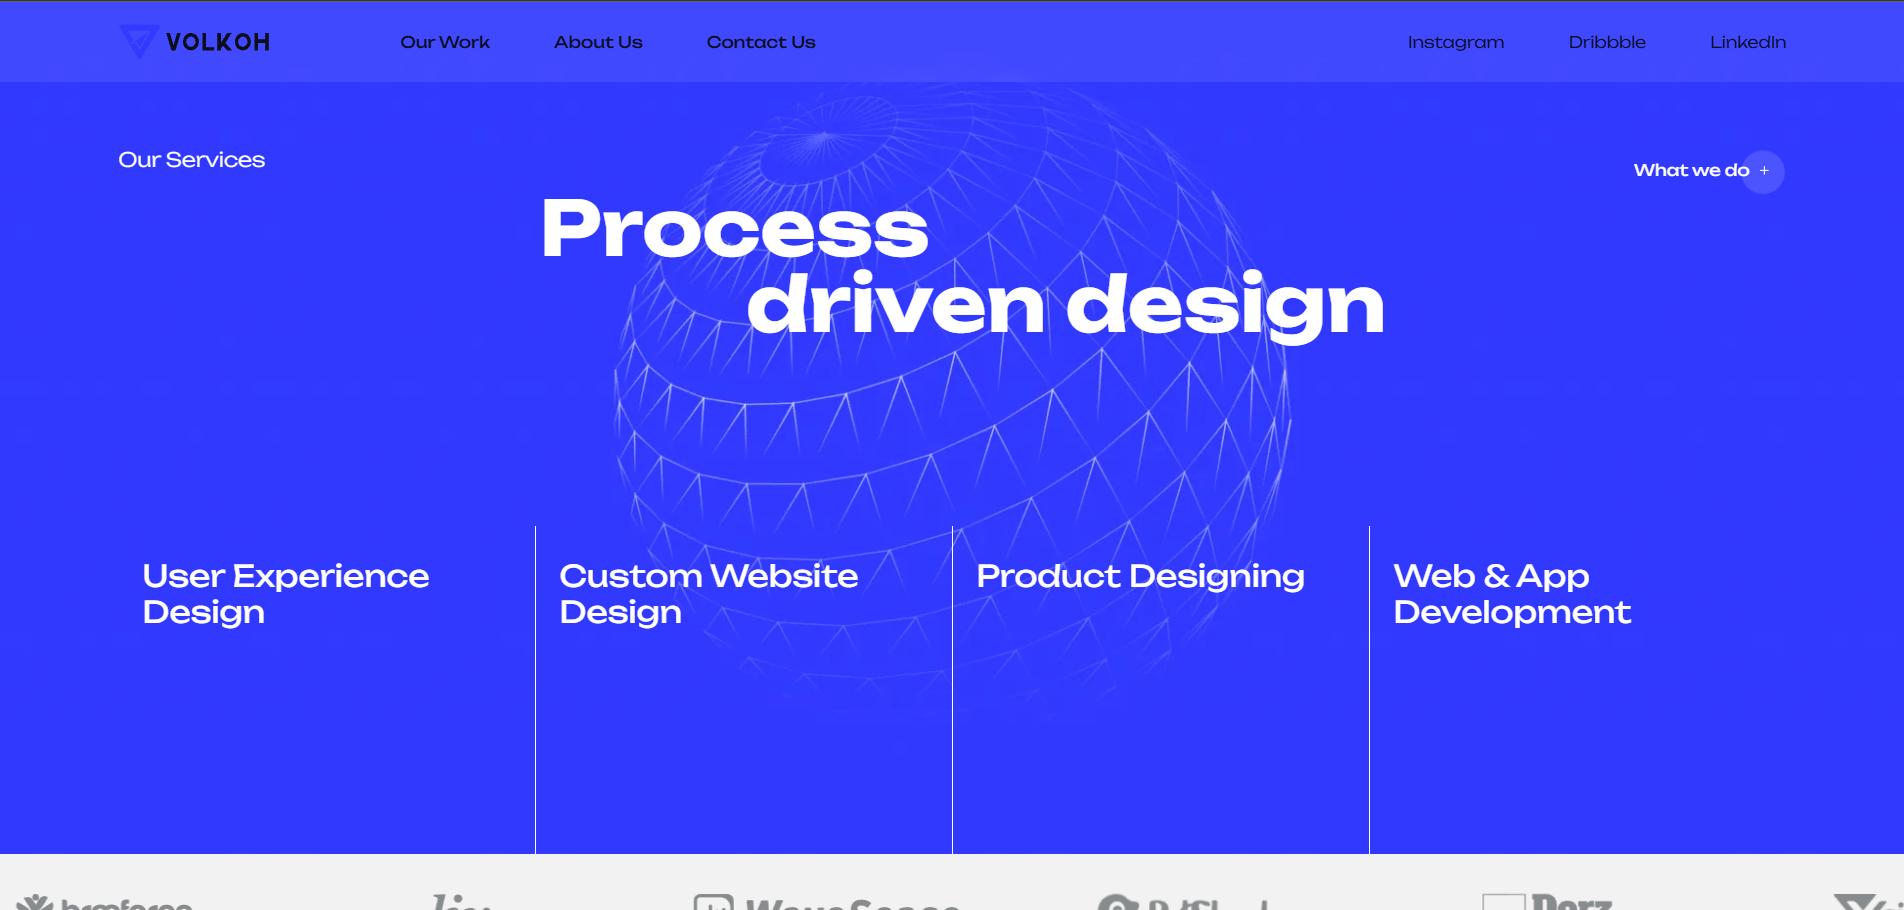 VOLKOH
Our Work
About Us
Contact Us
Instagram
Dribbble
LinkedIn
Our Services
What we do +
Process
driven design
User Experience
Design
Custom Website
Design
Product Designing
Web & App
Development
WaveSense